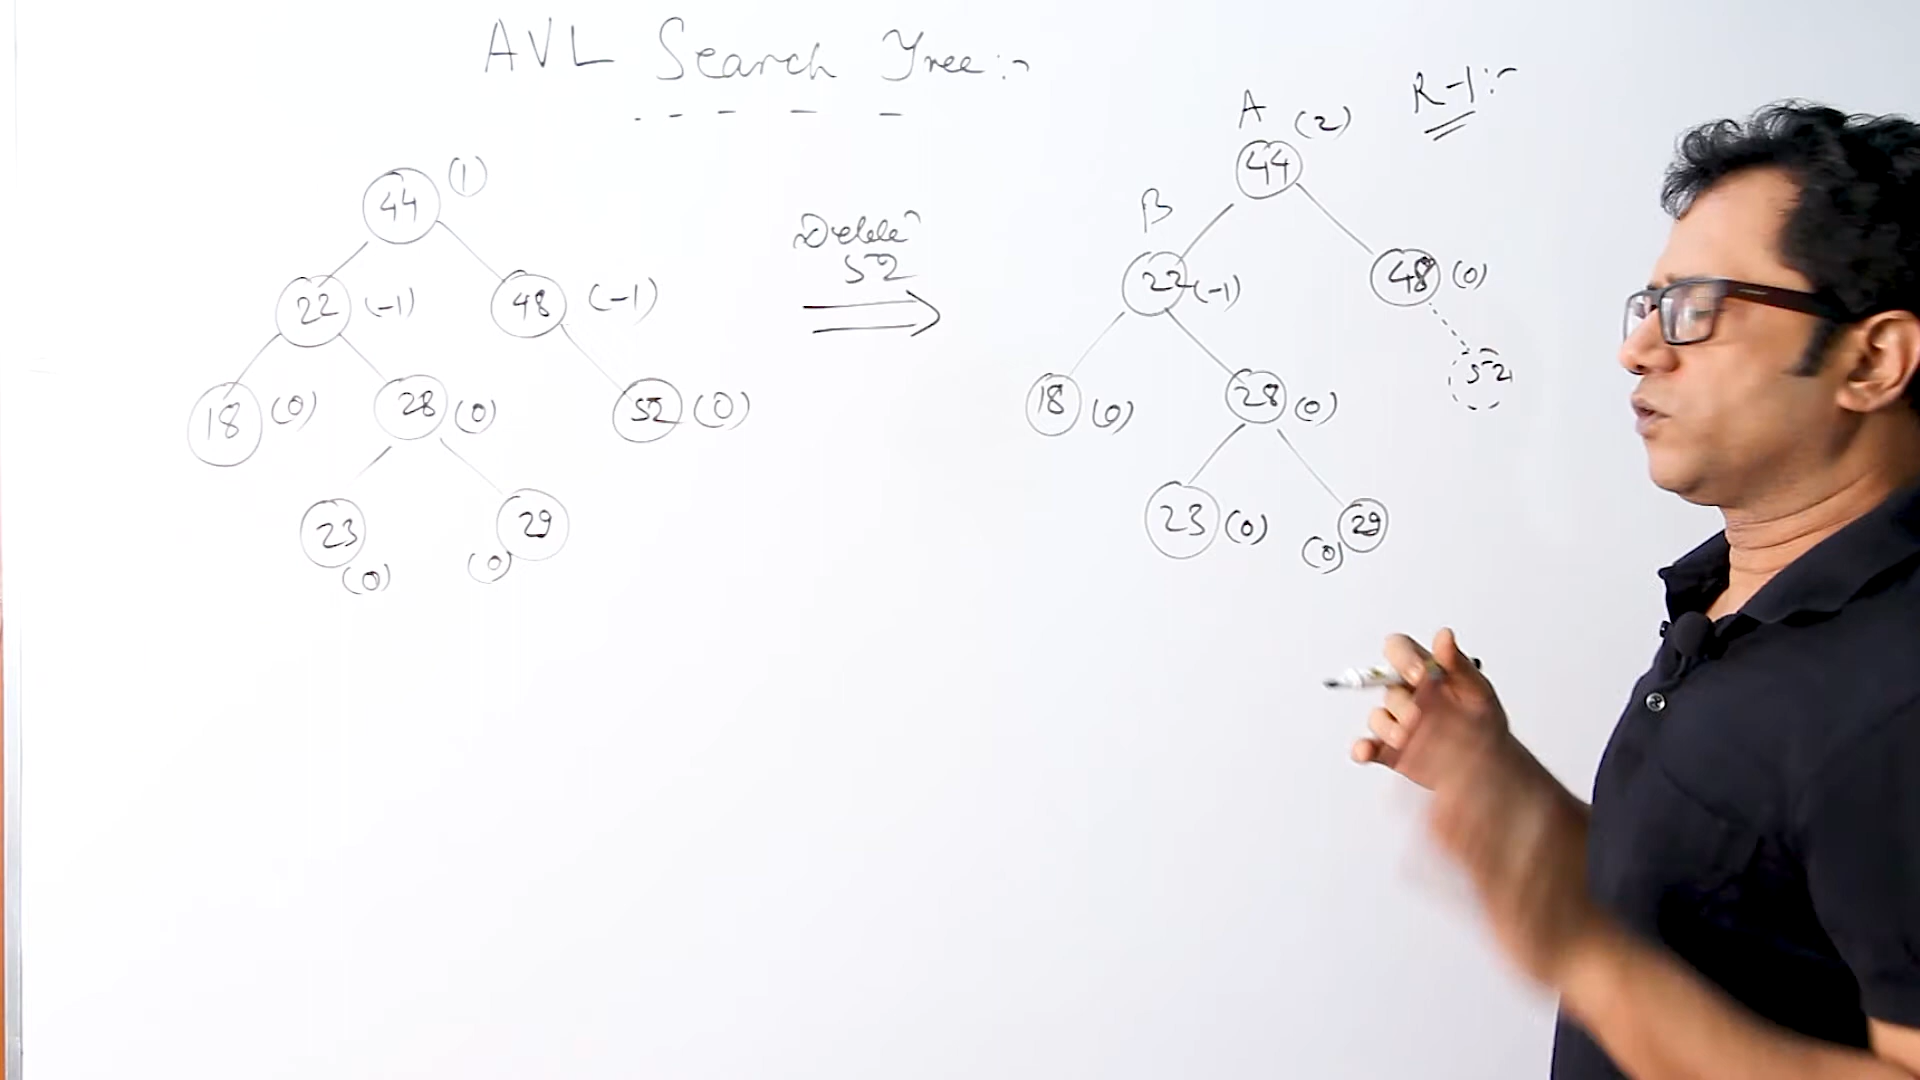 AVL Search Tree:-
44 (1)
22 (-1) 48 (-1)
18 (0) 28 (0) 52 (0)
23 (0) 29 (0)
Delete
52
R-1:-
A (2)
44
B
22 (-1) 48 (0)
18 (0) 28 (0) 52
23 (0) 29 (0)